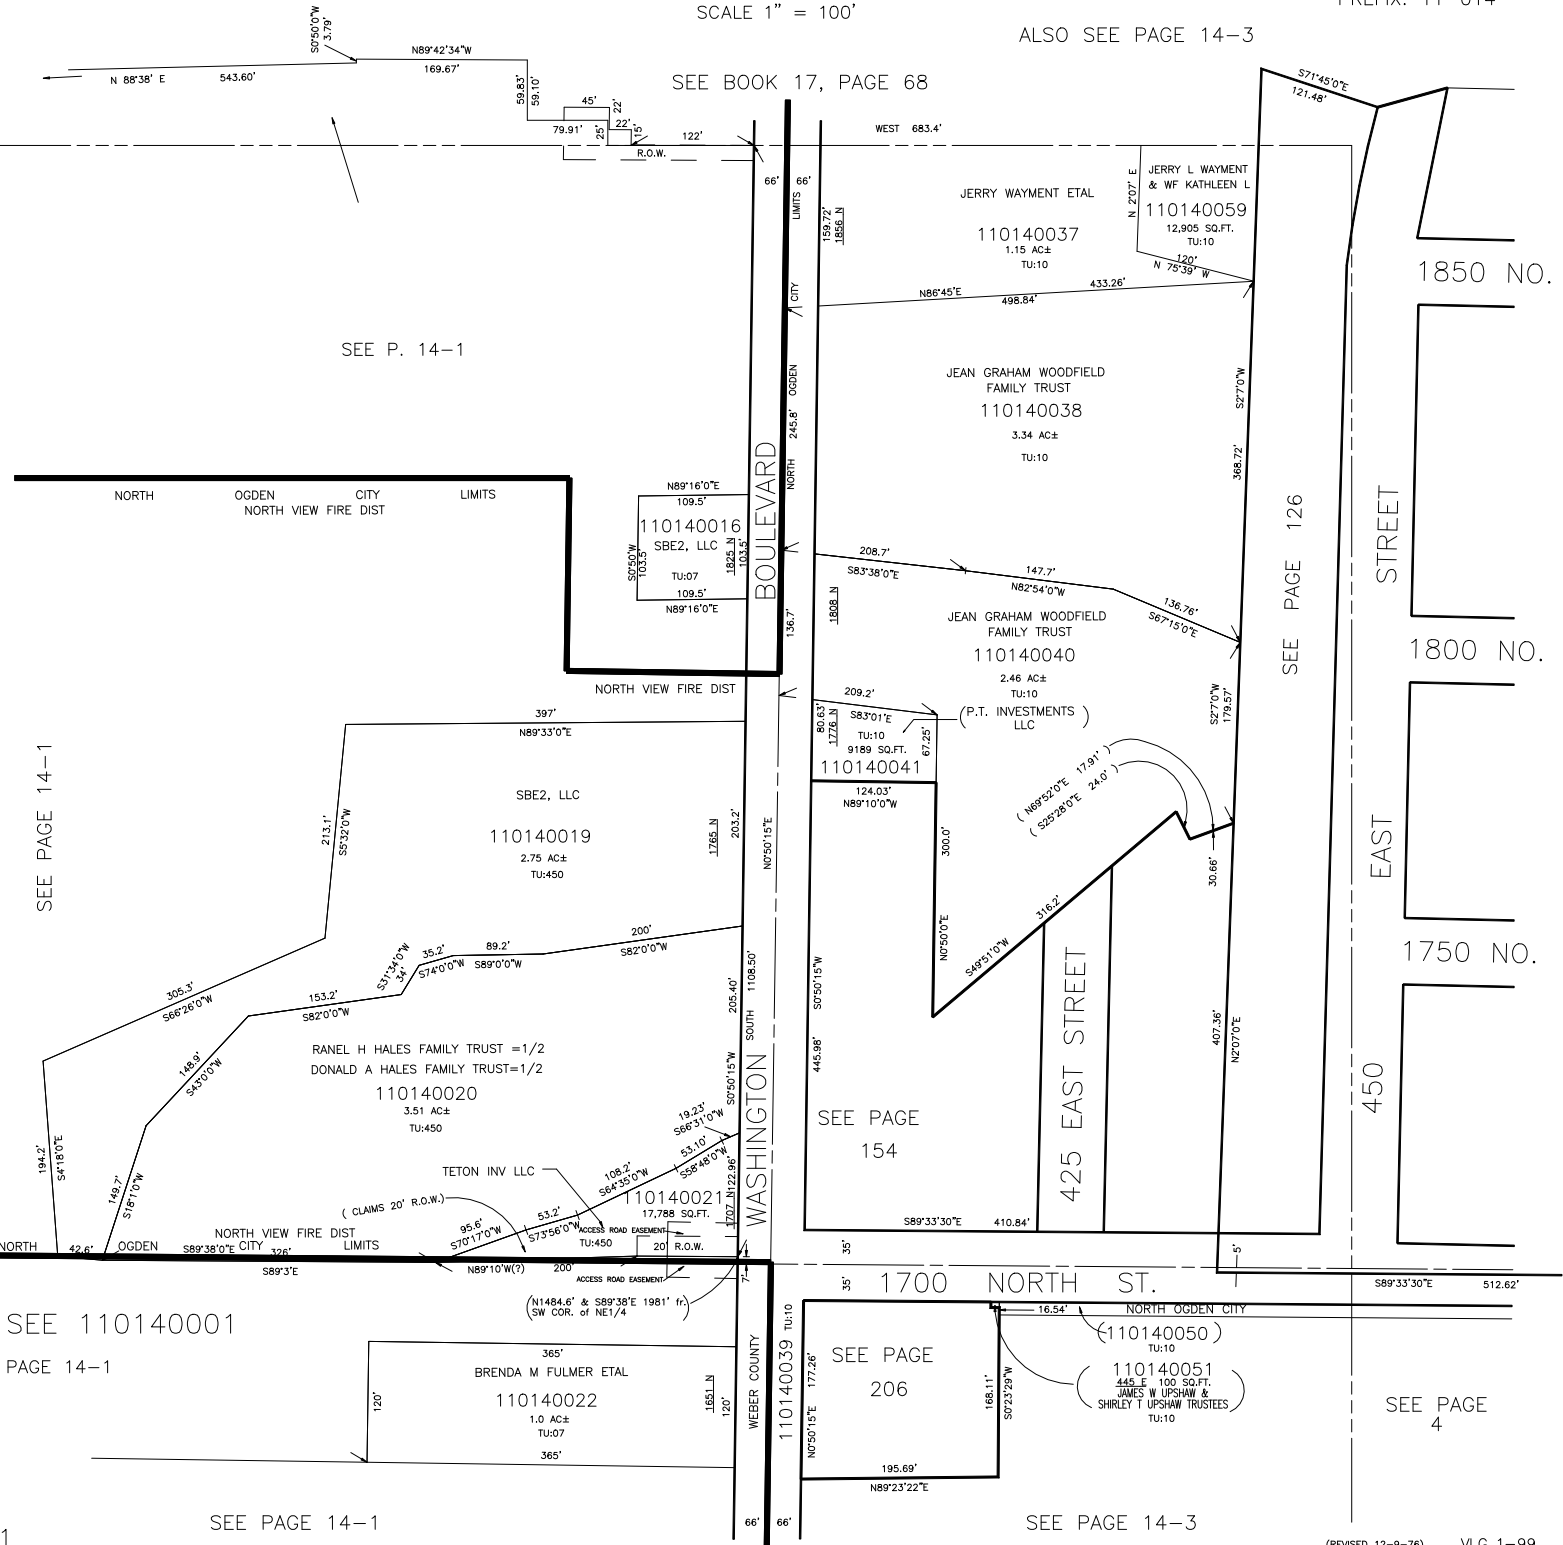 SCALE 1" = 100'
ALSO SEE PAGE 14-3
SEE BOOK 17, PAGE 68
S0°50'0"W
3.79'
N 88°38' E
543.60'
N89°42'34"W
169.67'
59.83'
59.10'
45'
22'
79.91'
25'
22'
15'
122'
R.O.W.
WEST 683.4'
S71°45'0"E
121.48'
66'
66'
NORTH OGDEN CITY LIMITS
159.72'
1856 N
JERRY WAYMENT ETAL
110140037
1.15 AC±
TU:10
N 2°07' E
JERRY L WAYMENT
& WF KATHLEEN L
110140059
12,905 SQ.FT.
TU:10
120'
N 75°39' W
1850 NO.
N86°45'E
498.84'
433.26'
SEE P. 14-1
245.8'
JEAN GRAHAM WOODFIELD
FAMILY TRUST
110140038
3.34 AC±
TU:10
S2°7'0"W
368.72'
NORTH OGDEN CITY LIMITS
NORTH VIEW FIRE DIST
N89°16'0"E
109.5'
110140016
SBE2, LLC
TU:07
S0°50'W
103.5'
1825 N
103.5'
109.5'
N89°16'0"E
WASHINGTON BOULEVARD
136.7'
NORTH VIEW FIRE DIST
208.7'
S83°38'0"E
147.7'
N82°54'0"W
136.76'
S67°15'0"E
1808 N
JEAN GRAHAM WOODFIELD
FAMILY TRUST
110140040
2.46 AC±
TU:10
S2°7'0"W
179.57'
SEE PAGE 126
450 EAST STREET
1800 NO.
209.2'
S83°01'E
(P.T. INVESTMENTS
LLC)
80.63'
1776 N
TU:10
9189 SQ.FT.
110140041
67.25'
124.03'
N89°10'0"W
(N69°52'0"E 17.91')
(S25°28'0"E 24.0')
30.66'
397'
N89°33'0"E
213.1'
S5°32'0"W
SBE2, LLC
110140019
2.75 AC±
TU:450
1765 N
203.2'
N0°50'15"E
SEE PAGE 14-1
300.0'
N0°50'0"E
316.2'
S49°51'0"W
1750 NO.
305.3'
S66°26'0"W
153.2'
S82°0'0"W
S31°34'0"W
34'
35.2'
S74°0'0"W
89.2'
S89°0'0"W
200'
S82°0'0"W
205.40'
SOUTH 1108.50'
S0°50'15"W
S0°50'15"W
445.98'
148.9'
S43°0'0"W
RANEL H HALES FAMILY TRUST =1/2
DONALD A HALES FAMILY TRUST=1/2
110140020
3.51 AC±
TU:450
194.2'
S4°18'0"E
149.7'
S18°1'0"W
425 EAST STREET
407.36'
N2°07'0"E
SEE PAGE
154
19.23'
S66°31'0"W
53.10'
S58°48'0"W
108.2'
S64°35'0"W
TETON INV LLC
110140021
17,788 SQ.FT.
1707 N
122.96'
(CLAIMS 20' R.O.W.)
95.6'
S70°17'0"W
53.2'
S73°56'0"W
ACCESS ROAD EASEMENT
TU:450
20' R.O.W.
NORTH VIEW FIRE DIST
NORTH OGDEN CITY LIMITS
42.6'
S89°38'0"E
326'
S89°3'E
N89°10'W(?)
200'
ACCESS ROAD EASEMENT
7'
(N1484.6' & S89°38'E 1981' fr.
SW COR. of NE1/4)
S89°33'30"E 410.84'
35'
35'
1700 NORTH ST.
5'
S89°33'30"E
512.62'
SEE 110140001
PAGE 14-1
16.54'
NORTH OGDEN CITY
(110140050)
TU:10
110140051
445 E 100 SQ.FT.
JAMES W UPSHAW &
SHIRLEY T UPSHAW TRUSTEES
TU:10
365'
BRENDA M FULMER ETAL
110140022
1.0 AC±
TU:07
120'
1651 N
120'
365'
WEBER COUNTY
110140039 TU:10
N0°50'15"E 177.26'
SEE PAGE
206
168.11'
S0°23'29"W
195.69'
N89°23'22"E
SEE PAGE
4
SEE PAGE 14-1
66'
66'
SEE PAGE 14-3
(REVISED 12-9-76)
VLG 1-99